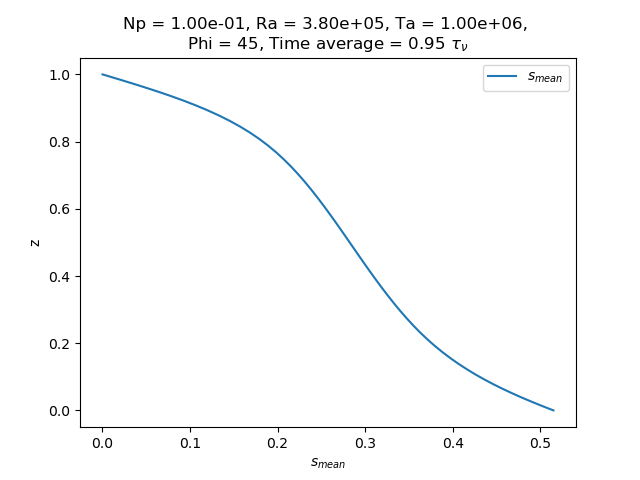 Np = 1.00e-01, Ra = 3.80e+05, Ta = 1.00e+06,
Phi = 45, Time average = 0.95 τν
s_mean
1.0
0.8
0.6
0.4
0.2
0.0
z
0.0 0.1 0.2 0.3 0.4 0.5
s_mean